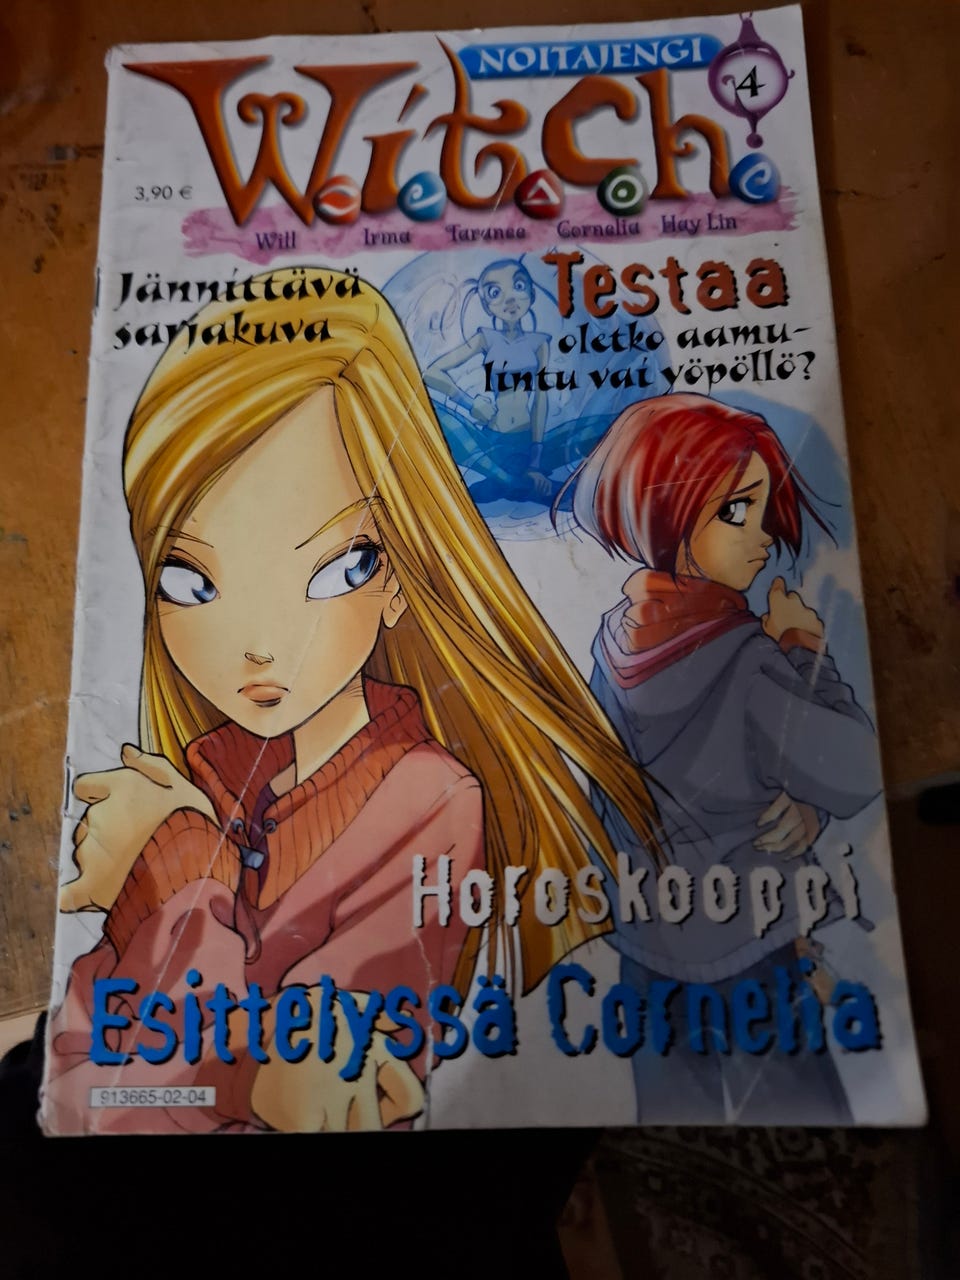 NOITAJENGI
4
W.i.t.c.h.
3,90 €
Will Irma Taranee Cornelia Hay Lin
Jännittävä
sarjakuva
Testaa
oletko aamu-
lintu vai yöpöllö?
Horoskooppi
Esittelyssä Cornelia
913665-02-04